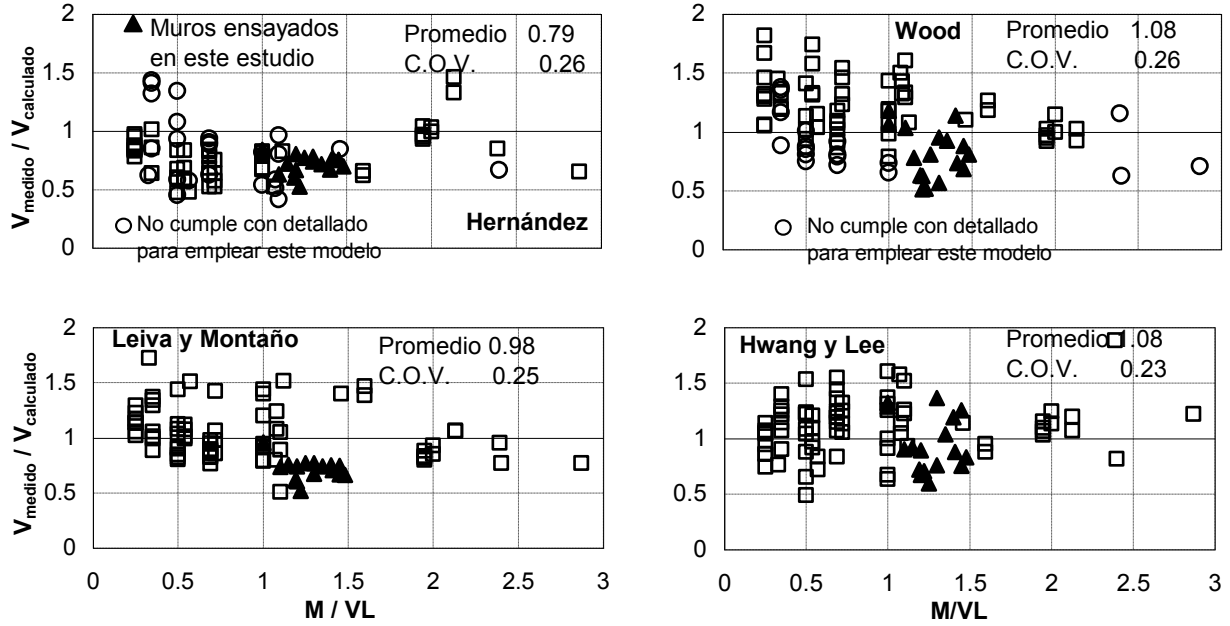 Muros ensayados
en este estudio
Promedio 0.79
C.O.V. 0.26
V medido / V calculado
2
1.5
1
0.5
0
No cumple con detallado
para emplear este modelo
Hernández
Wood
Promedio 1.08
C.O.V. 0.26
2
1.5
1
0.5
0
No cumple con detallado
para emplear este modelo
Leiva y Montaño
Promedio 0.98
C.O.V. 0.25
V medido / V calculado
2
1.5
1
0.5
0
0 0.5 1 1.5 2 2.5 3
M / VL
Hwang y Lee
Promedio 1.08
C.O.V. 0.23
2
1.5
1
0.5
0
0 0.5 1 1.5 2 2.5 3
M/VL